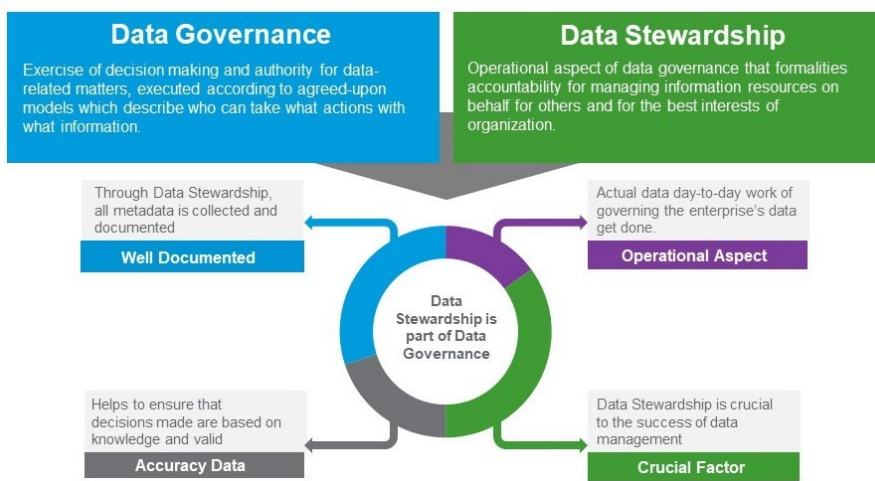 Data Governance
Exercise of decision making and authority for data-
related matters, executed according to agreed-upon
models which describe who can take what actions with
what information.
Data Stewardship
Operational aspect of data governance that formalities
accountability for managing information resources on
behalf for others and for the best interests of
organization.
Through Data Stewardship,
all metadata is collected and
documented
Well Documented
Actual data day-to-day work of
governing the enterprise's data
get done.
Operational Aspect
Data
Stewardship is
part of Data
Governance
Helps to ensure that
decisions made are based on
knowledge and valid
Accuracy Data
Data Stewardship is crucial
to the success of data
management
Crucial Factor